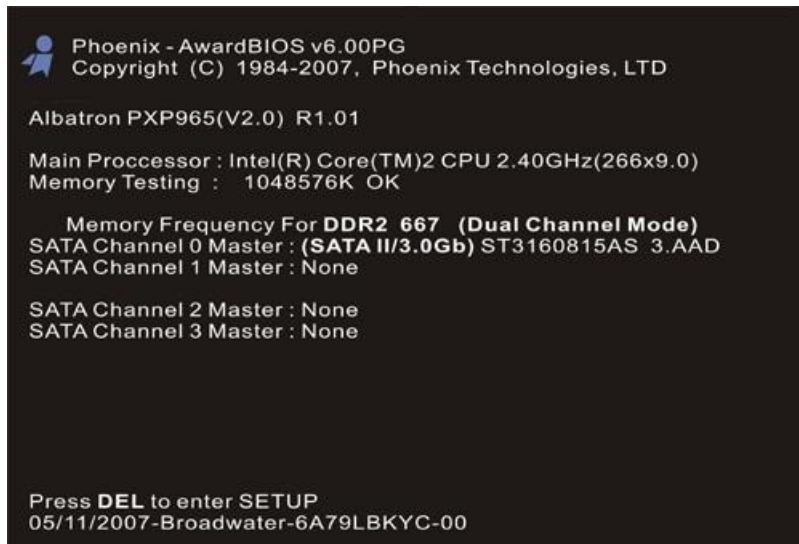 Phoenix - AwardBIOS v6.00PG
Copyright (C) 1984-2007, Phoenix Technologies, LTD
Albatron PXP965(V2.0) R1.01
Main Proccessor : Intel(R) Core(TM)2 CPU 2.40GHz(266x9.0)
Memory Testing : 1048576K OK
Memory Frequency For DDR2 667 (Dual Channel Mode)
SATA Channel 0 Master : (SATA II/3.0Gb) ST3160815AS 3.AAD
SATA Channel 1 Master : None
SATA Channel 2 Master : None
SATA Channel 3 Master : None
Press DEL to enter SETUP
05/11/2007-Broadwater-6A79LBKYC-00